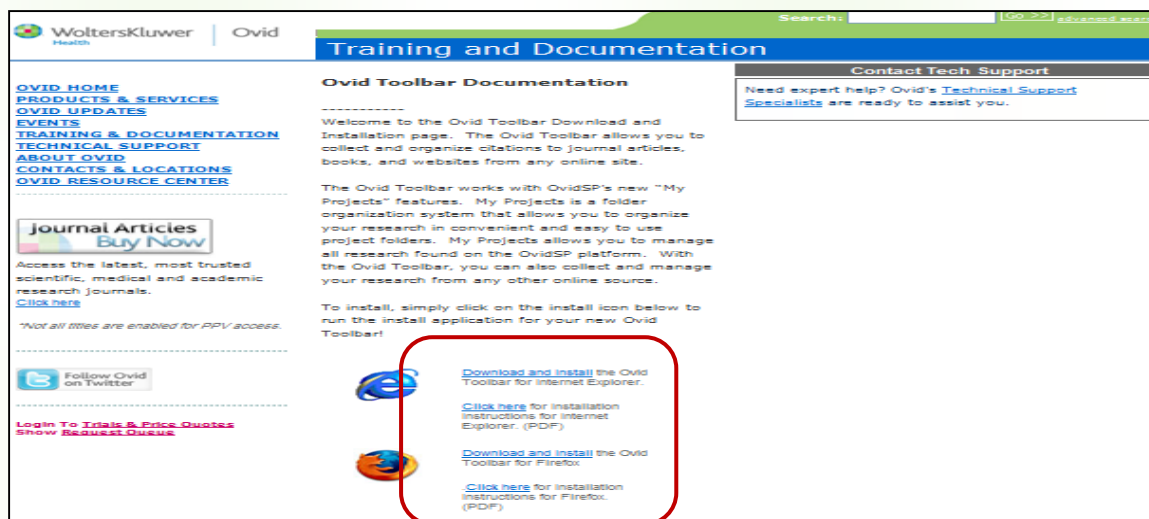 WoltersKluwer
Health
Ovid
Search:
Go >>
Training and Documentation
OVID HOME
PRODUCTS & SERVICES
OVID UPDATES
EVENTS
TRAINING & DOCUMENTATION
TECHNICAL SUPPORT
ABOUT OVID
CONTACTS & LOCATIONS
OVID RESOURCE CENTER
Journal Articles
Buy Now
Access the latest, most trusted
scientific, medical and academic
research journals.
Click here
*Not all titles are enabled for PPV access.
Follow Ovid
on Twitter
Login To Trials & Price Quotes
Show Request Queue
Ovid Toolbar Documentation
-----------
Welcome to the Ovid Toolbar Download and
Installation page. The Ovid Toolbar allows you to
collect and organize citations to journal articles,
books, and websites from any online site.
The Ovid Toolbar works with OvidSP's new "My
Projects" features. My Projects is a folder
organization system that allows you to organize
your research in convenient and easy to use
project folders. My Projects allows you to manage
all research found on the OvidSP platform. With
the Ovid Toolbar, you can also collect and manage
your research from any other online source.
To install, simply click on the install icon below to
run the install application for your new Ovid
Toolbar!
Download and install the Ovid
Toolbar for Internet Explorer.
Click here for Installation
Instructions for Internet
Explorer. (PDF)
Download and install the Ovid
Toolbar for Firefox
.Click here for Installation
Instructions for Firefox.
(PDF)
Contact Tech Support
Need expert help? Ovid's Technical Support
Specialists are ready to assist you.